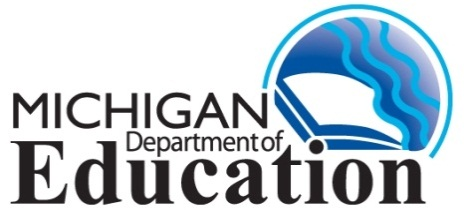 MICHIGAN
Department of
Education